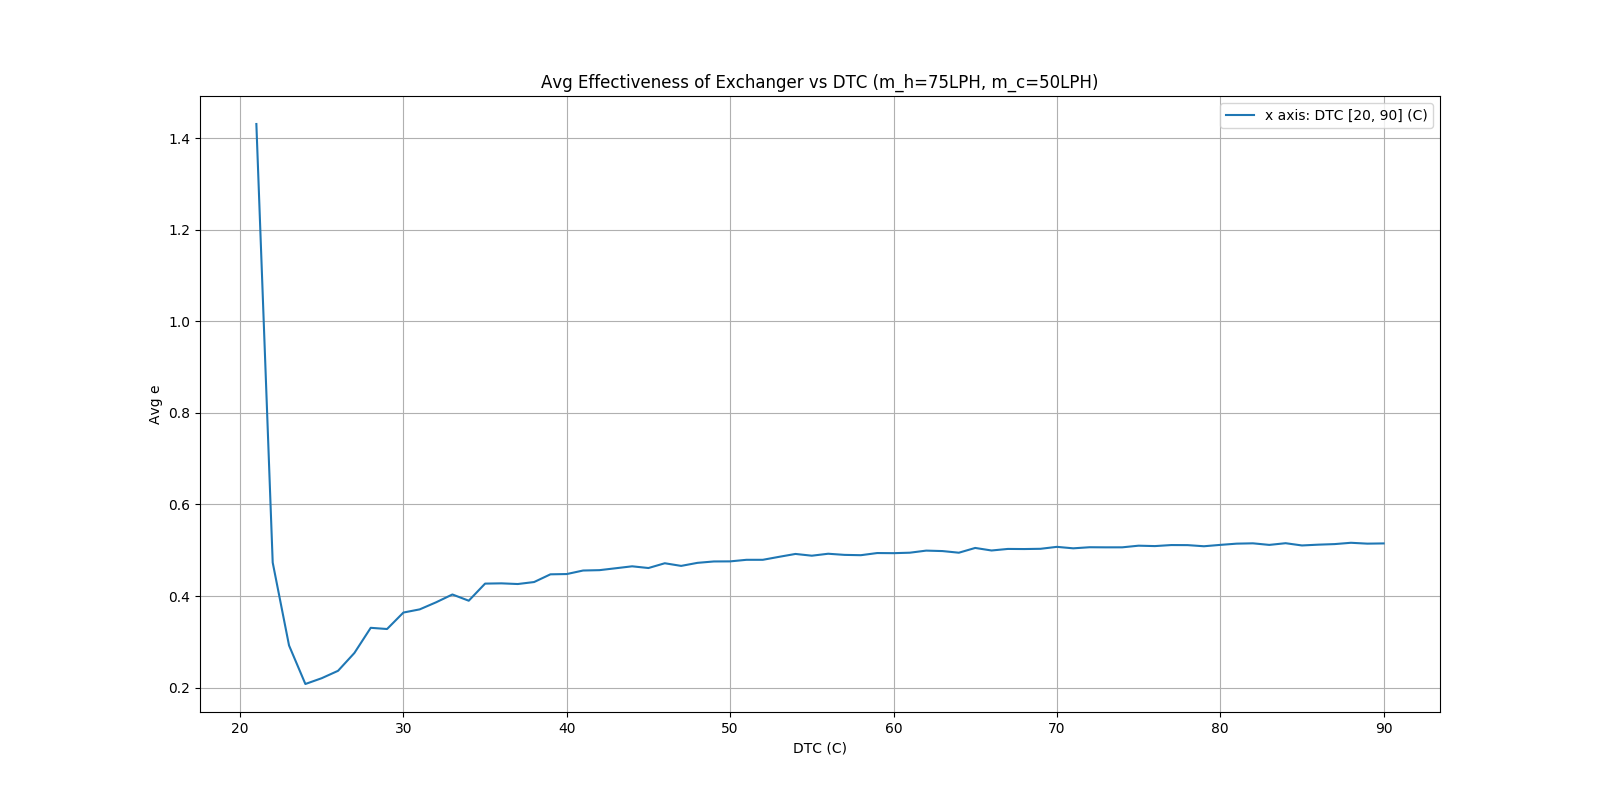 Avg Effectiveness of Exchanger vs DTC (m_h=75LPH, m_c=50LPH)
x axis: DTC [20, 90] (C)
1.4
1.2
1.0
0.8
0.6
0.4
0.2
Avg e
20 30 40 50 60 70 80 90
DTC (C)